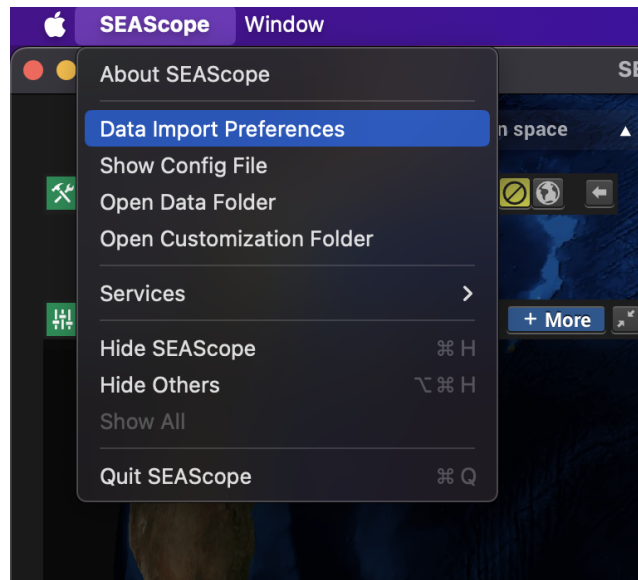 SEAScope Window
SE
About SEAScope
Data Import Preferences
n space
Show Config File
Open Data Folder
Open Customization Folder
Services
+ More
Hide SEAScope ⌘ H
Hide Others ⌥ ⌘ H
Show All
Quit SEAScope ⌘ Q